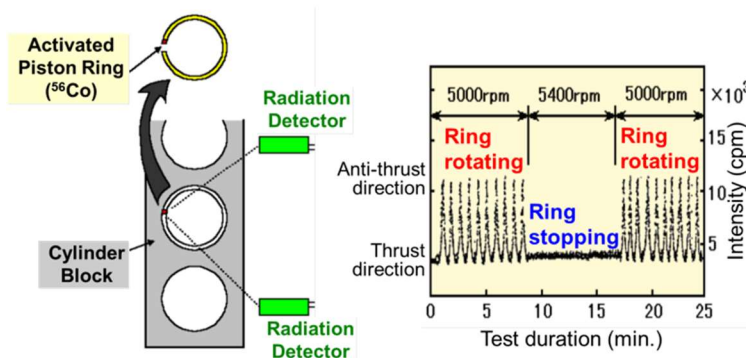 Activated
Piston Ring
(⁵⁶Co)
Radiation
Detector
Cylinder
Block
Radiation
Detector
5000rpm 5400rpm 5000rpm
×10³
Ring
rotating
Ring
rotating
Ring
stopping
Anti-thrust
direction
Thrust
direction
15
10
5
Intensity (cpm)
0 5 10 15 20 25
Test duration (min.)